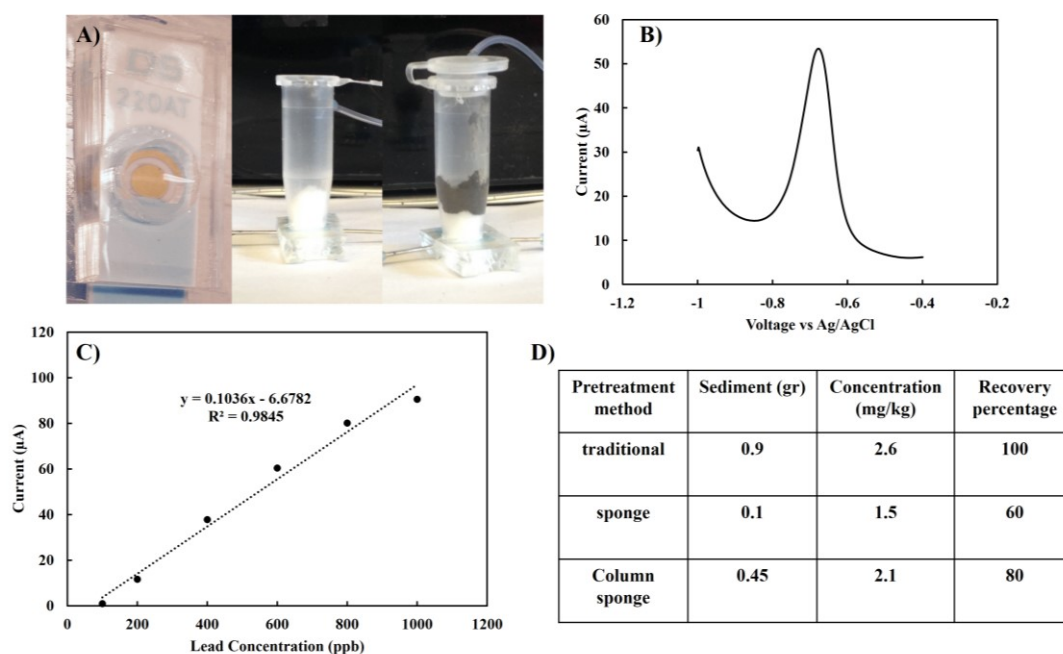 A)
DS
220AT
B)
60
50
40
30
20
10
0
Current (µA)
-1.2
-1
-0.8
-0.6
-0.4
-0.2
Voltage vs Ag/AgCl
C)
120
100
80
60
40
20
0
Current (µA)
y = 0.1036x - 6.6782
R² = 0.9845
0
200
400
600
800
1000
1200
Lead Concentration (ppb)
D)
Pretreatment
method
Sediment (gr)
Concentration
(mg/kg)
Recovery
percentage
traditional
0.9
2.6
100
sponge
0.1
1.5
60
Column
sponge
0.45
2.1
80